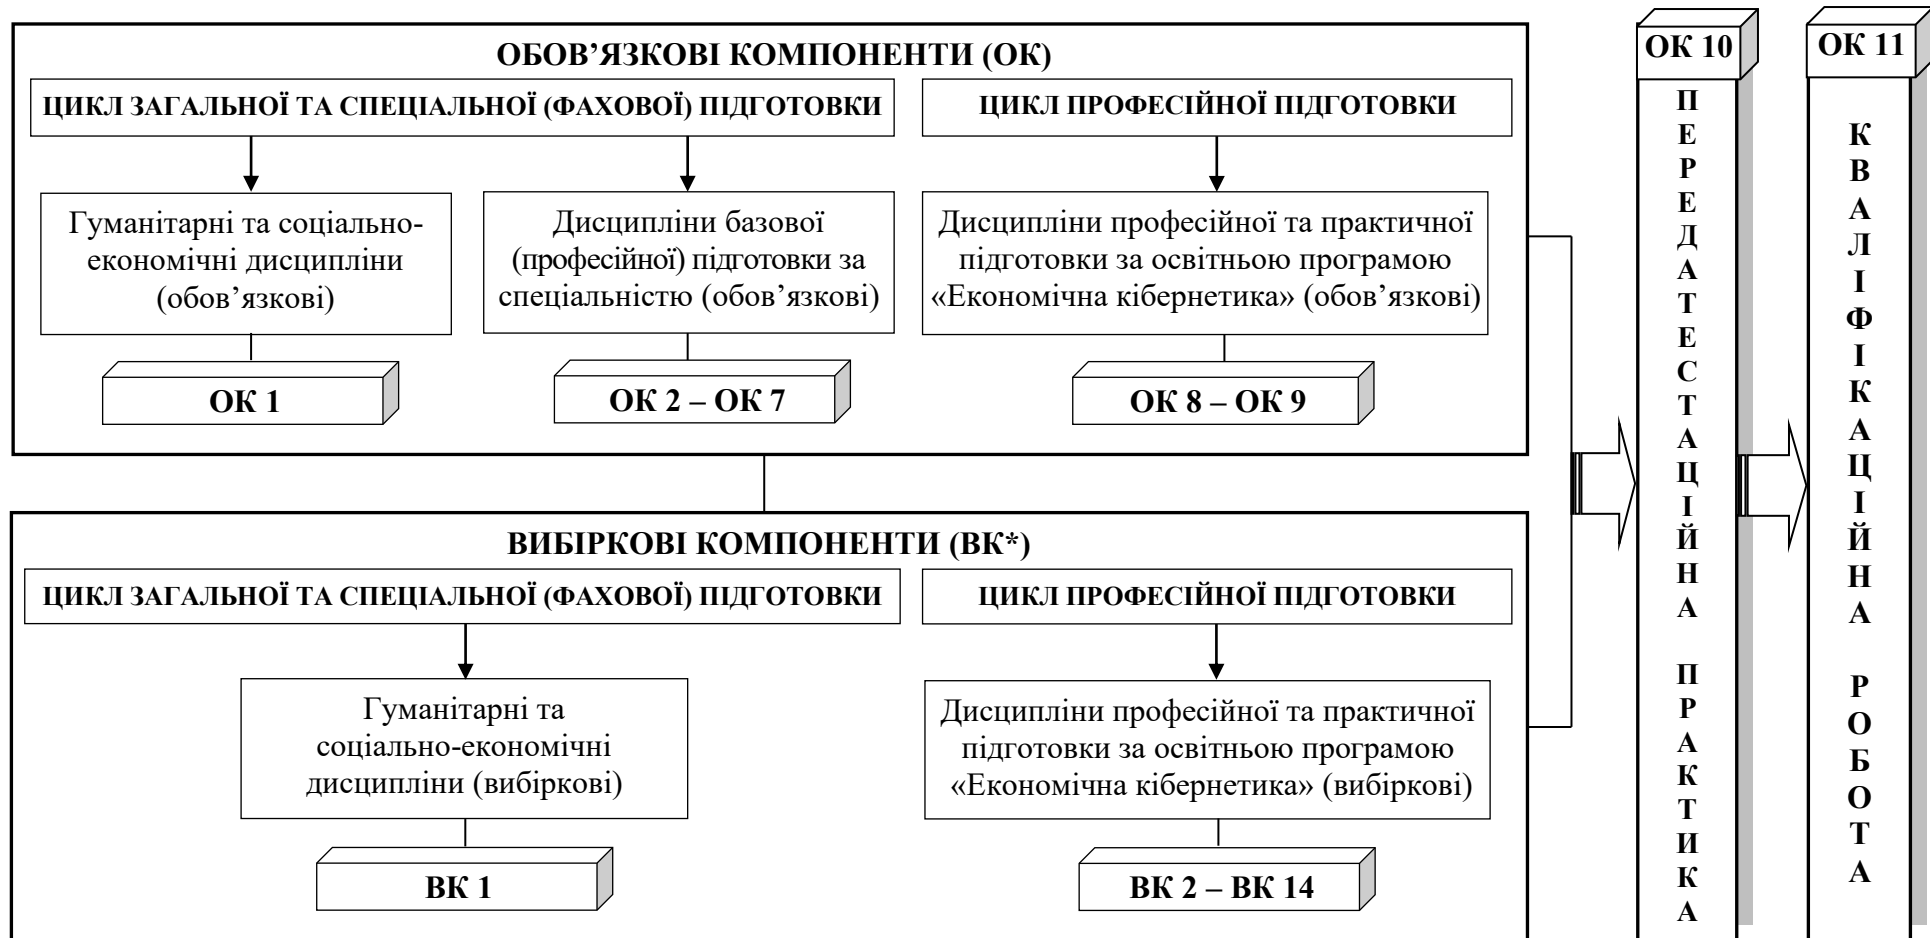 ОБОВ’ЯЗКОВІ КОМПОНЕНТИ (ОК)
ЦИКЛ ЗАГАЛЬНОЇ ТА СПЕЦІАЛЬНОЇ (ФАХОВОЇ) ПІДГОТОВКИ
ЦИКЛ ПРОФЕСІЙНОЇ ПІДГОТОВКИ
Гуманітарні та соціально-
економічні дисципліни
(обов’язкові)
Дисципліни базової
(професійної) підготовки за
спеціальністю (обов’язкові)
Дисципліни професійної та практичної
підготовки за освітньою програмою
«Економічна кібернетика» (обов’язкові)
ОК 1
ОК 2 – ОК 7
ОК 8 – ОК 9
ВИБІРКОВІ КОМПОНЕНТИ (ВК*)
ЦИКЛ ЗАГАЛЬНОЇ ТА СПЕЦІАЛЬНОЇ (ФАХОВОЇ) ПІДГОТОВКИ
ЦИКЛ ПРОФЕСІЙНОЇ ПІДГОТОВКИ
Гуманітарні та
соціально-економічні
дисципліни (вибіркові)
Дисципліни професійної та практичної
підготовки за освітньою програмою
«Економічна кібернетика» (вибіркові)
ВК 1
ВК 2 – ВК 14
ОК 10
ПЕРЕДАТЕСТАЦІЙНА ПРАКТИКА
ОК 11
КВАЛІФІКАЦІЙНА РОБОТА